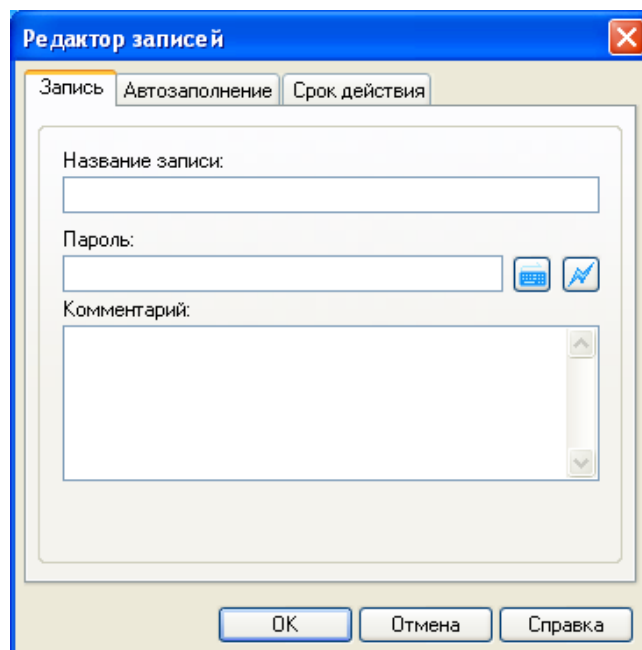 Редактор записей
Запись Автозаполнение Срок действия
Название записи:
Пароль:
Комментарий:
OK Отмена Справка